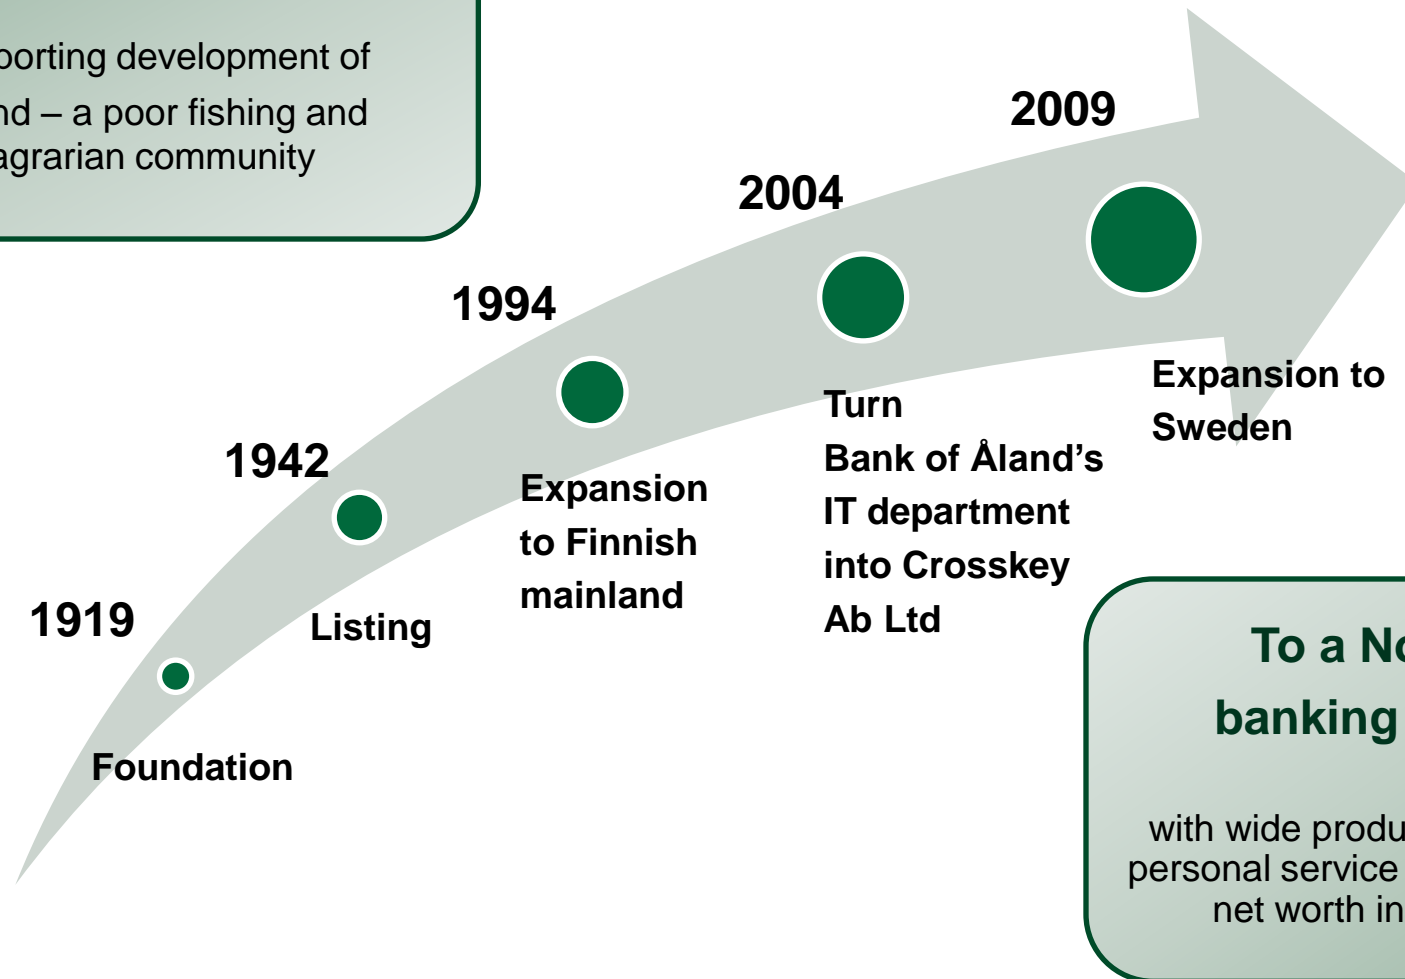 porting development of
nd – a poor fishing and
agrarian community
2009
2004
1994
1942
1919
Expansion to
Sweden
Turn
Bank of Åland’s
IT department
into Crosskey
Ab Ltd
Expansion
to Finnish
mainland
Listing
Foundation
To a No
banking
with wide produ
personal service
net worth in